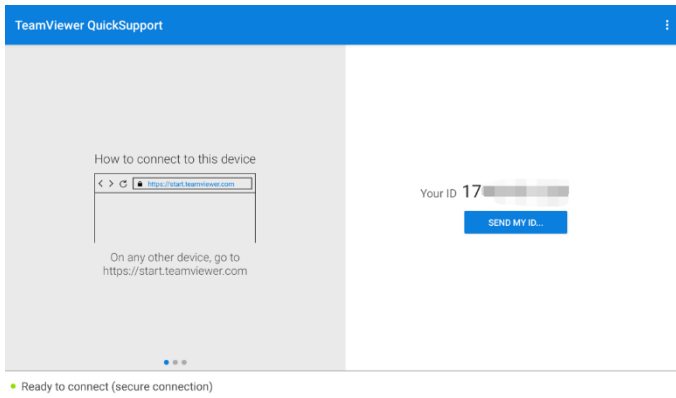 TeamViewer QuickSupport
How to connect to this device
https://start.teamviewer.com
On any other device, go to
https://start.teamviewer.com
Your ID 17
SEND MY ID...
Ready to connect (secure connection)